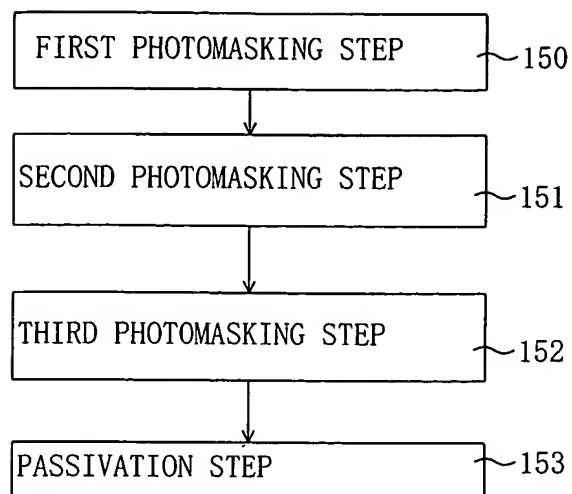 FIRST PHOTOMASKING STEP 150
SECOND PHOTOMASKING STEP 151
THIRD PHOTOMASKING STEP 152
PASSIVATION STEP 153